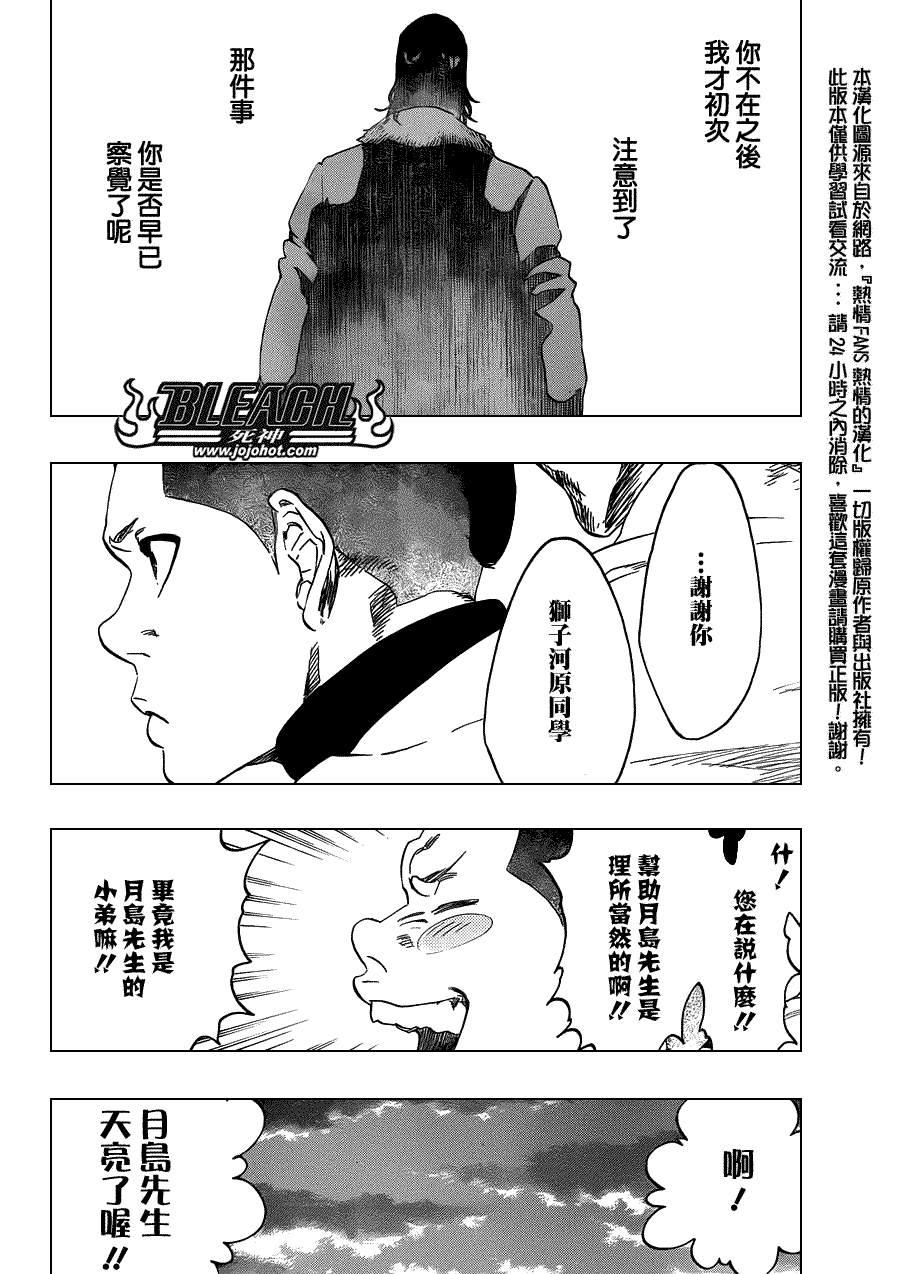 本漢化圖源來自於網路，『熱情FANS熱情的漢化』一切版權歸原作者與出版社擁有！
此版本僅供學習試看交流…請24小時之內消除，喜歡這套漫畫請購買正版！謝謝。
你不在之後
我才初次
注意到了
那件事
你是否早已
察覺了呢
BLEACH
死神
www.jojohot.com
…謝謝你
獅子河原同學
什！
您在說什麼!!
幫助月島先生是
理所當然的啊!!
畢竟我是
月島先生的
小弟嘛!!
啊！
月島先生
天亮了喔!!